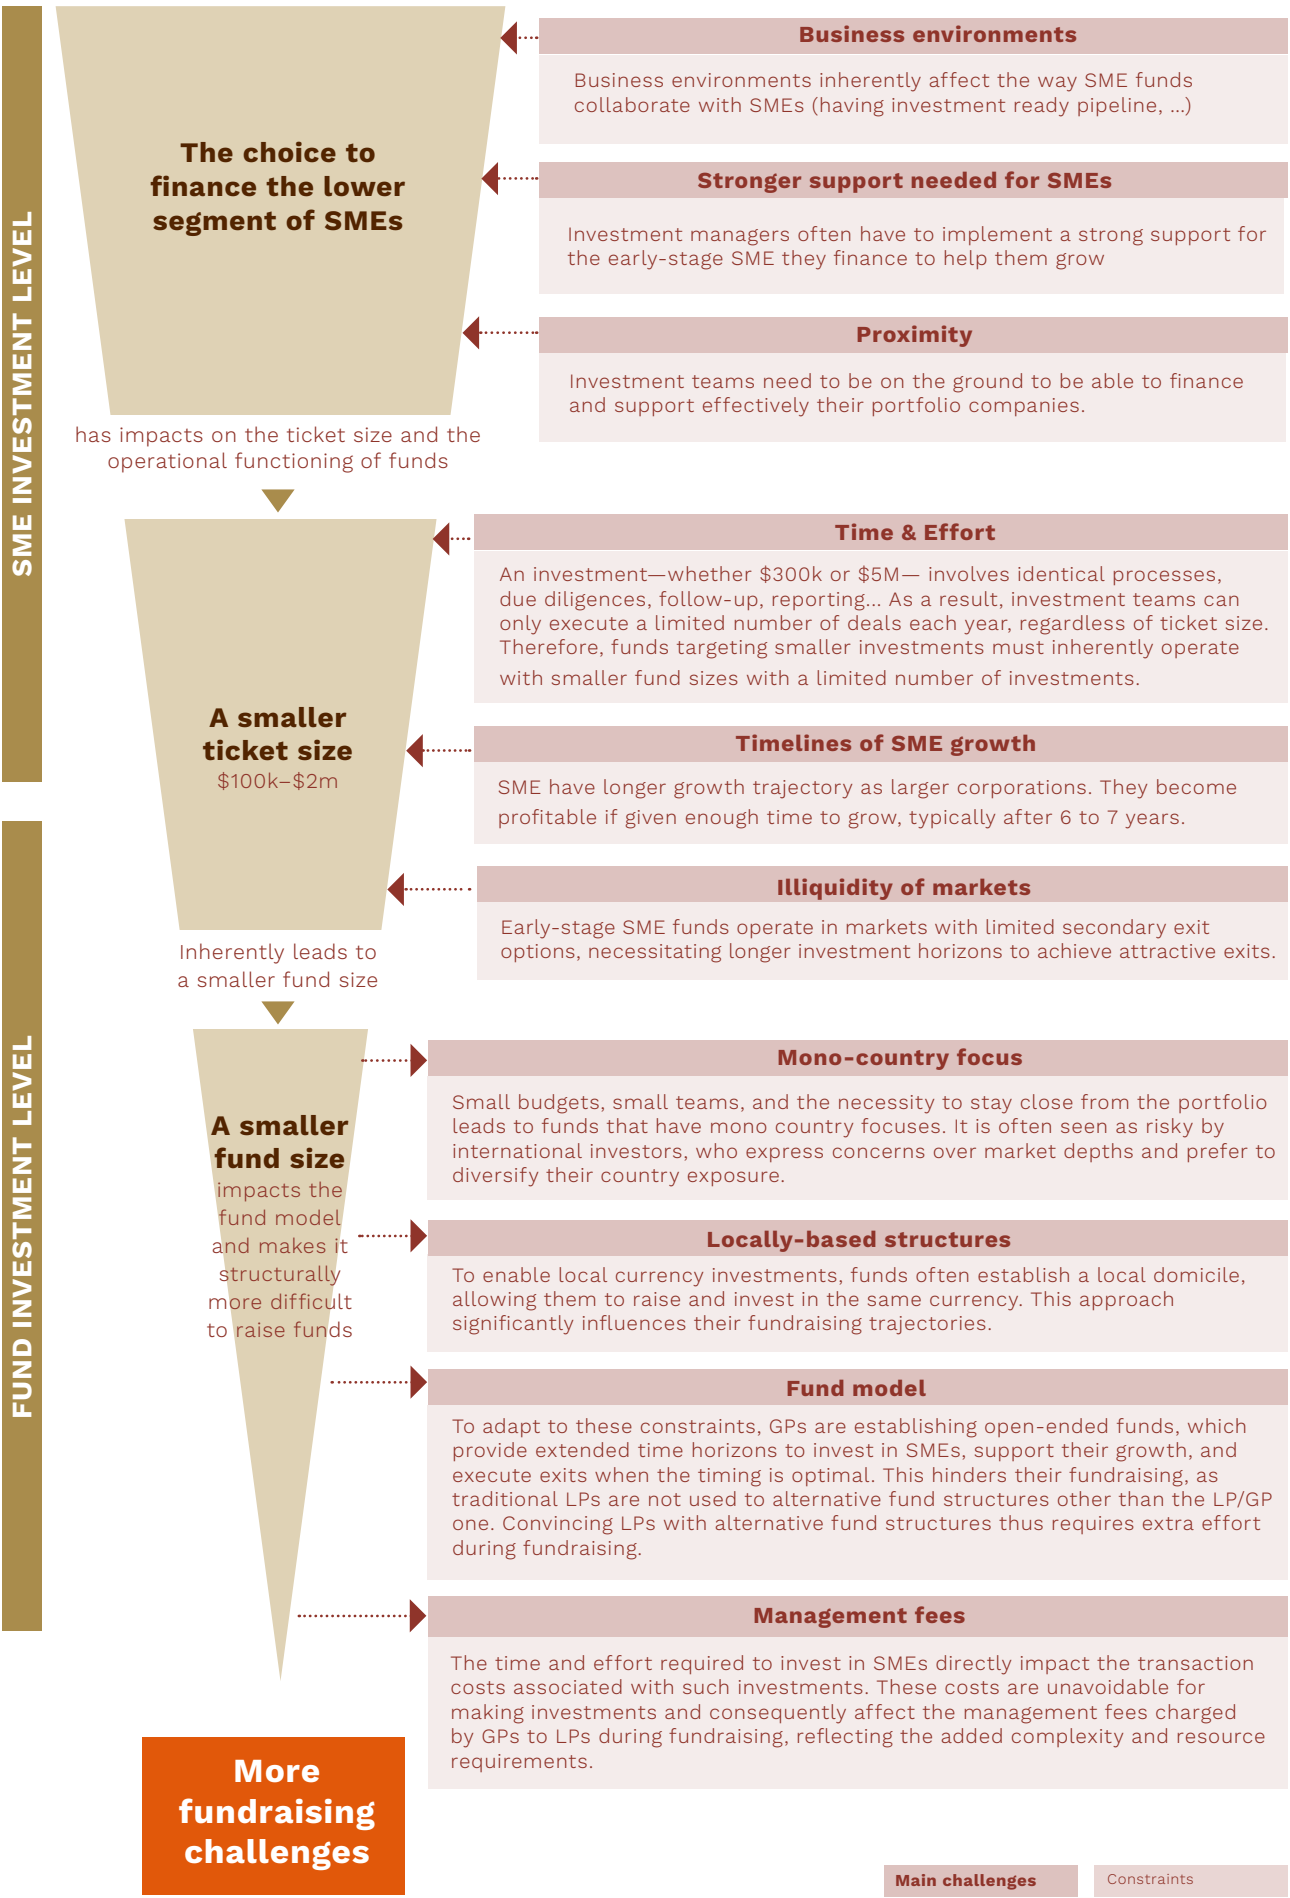 SME INVESTMENT LEVEL
The choice to
finance the lower
segment of SMEs
Business environments
Business environments inherently affect the way SME funds
collaborate with SMEs (having investment ready pipeline, ...)
Stronger support needed for SMEs
Investment managers often have to implement a strong support for
the early-stage SME they finance to help them grow
Proximity
Investment teams need to be on the ground to be able to finance
and support effectively their portfolio companies.
has impacts on the ticket size and the
operational functioning of funds
A smaller
ticket size
$100k–$2m
Time & Effort
An investment—whether $300k or $5M— involves identical processes,
due diligences, follow-up, reporting... As a result, investment teams can
only execute a limited number of deals each year, regardless of ticket size.
Therefore, funds targeting smaller investments must inherently operate
with smaller fund sizes with a limited number of investments.
Timelines of SME growth
SME have longer growth trajectory as larger corporations. They become
profitable if given enough time to grow, typically after 6 to 7 years.
Illiquidity of markets
Early-stage SME funds operate in markets with limited secondary exit
options, necessitating longer investment horizons to achieve attractive exits.
Inherently leads to
a smaller fund size
FUND INVESTMENT LEVEL
A smaller
fund size
impacts the
fund model
and makes it
structurally
more difficult
to raise funds
Mono-country focus
Small budgets, small teams, and the necessity to stay close from the portfolio
leads to funds that have mono country focuses. It is often seen as risky by
international investors, who express concerns over market depths and prefer to
diversify their country exposure.
Locally-based structures
To enable local currency investments, funds often establish a local domicile,
allowing them to raise and invest in the same currency. This approach
significantly influences their fundraising trajectories.
Fund model
To adapt to these constraints, GPs are establishing open-ended funds, which
provide extended time horizons to invest in SMEs, support their growth, and
execute exits when the timing is optimal. This hinders their fundraising, as
traditional LPs are not used to alternative fund structures other than the LP/GP
one. Convincing LPs with alternative fund structures thus requires extra effort
during fundraising.
Management fees
The time and effort required to invest in SMEs directly impact the transaction
costs associated with such investments. These costs are unavoidable for
making investments and consequently affect the management fees charged
by GPs to LPs during fundraising, reflecting the added complexity and resource
requirements.
More
fundraising
challenges
Main challenges
Constraints